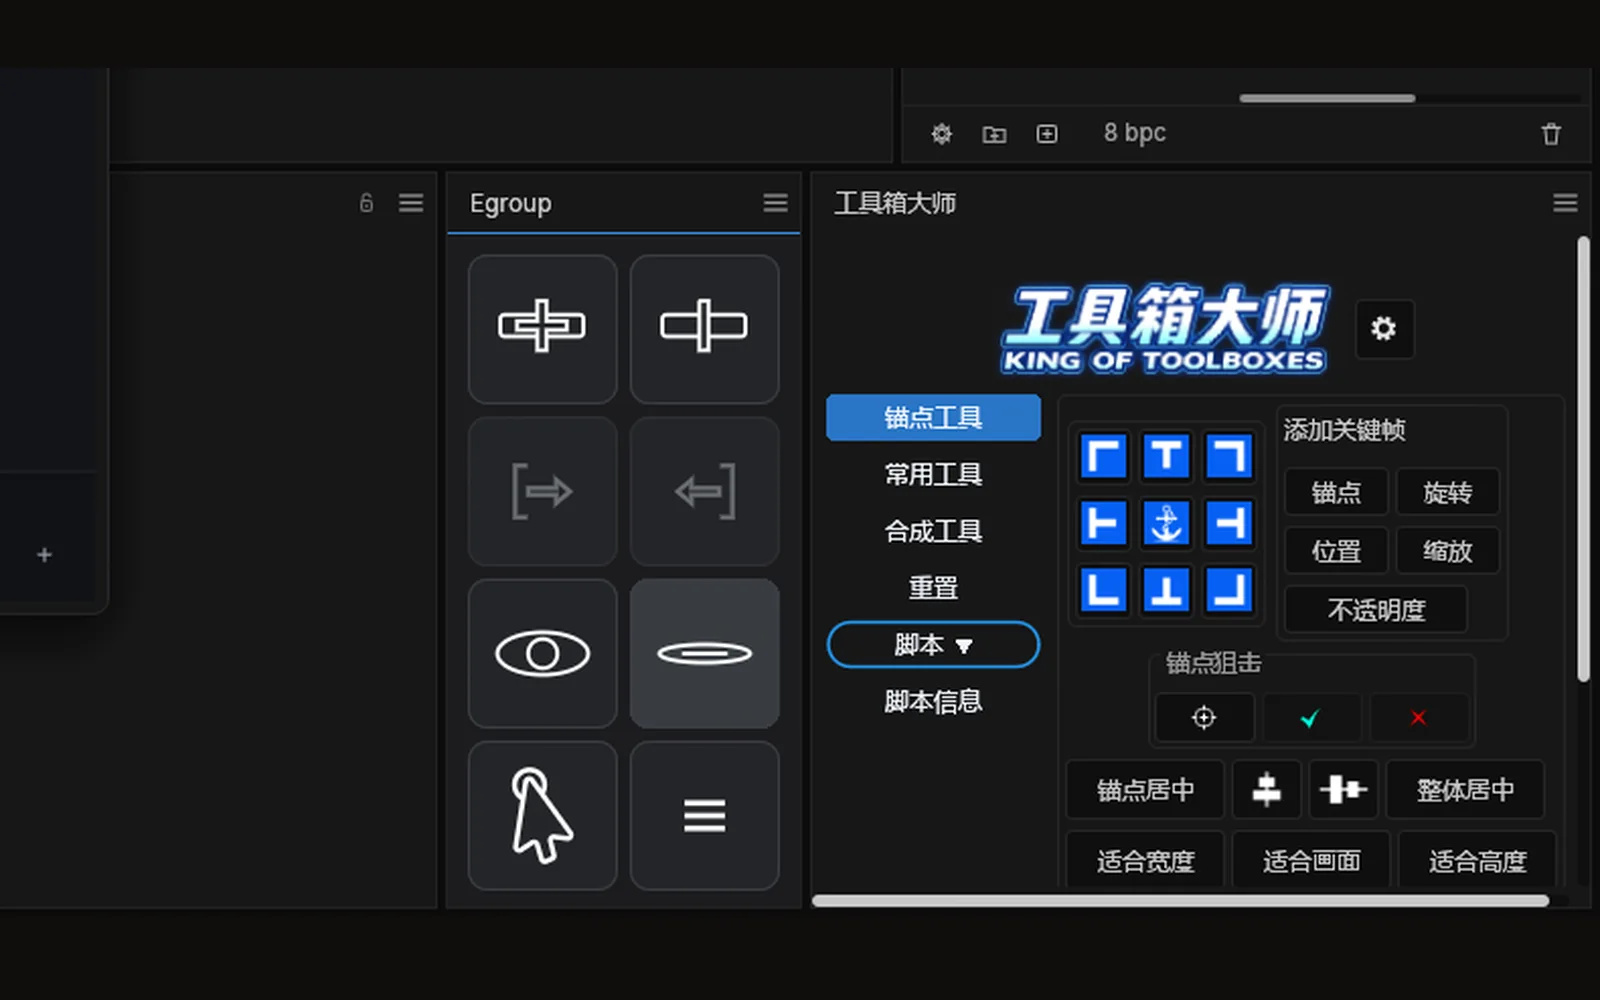 8 bpc
Egroup
工具箱大师
工具箱大师
KING OF TOOLBOXES
锚点工具
常用工具
合成工具
重置
脚本 ▼
脚本信息
添加关键帧
锚点 旋转
位置 缩放
不透明度
锚点狙击
锚点居中 整体居中
适合宽度 适合画面 适合高度